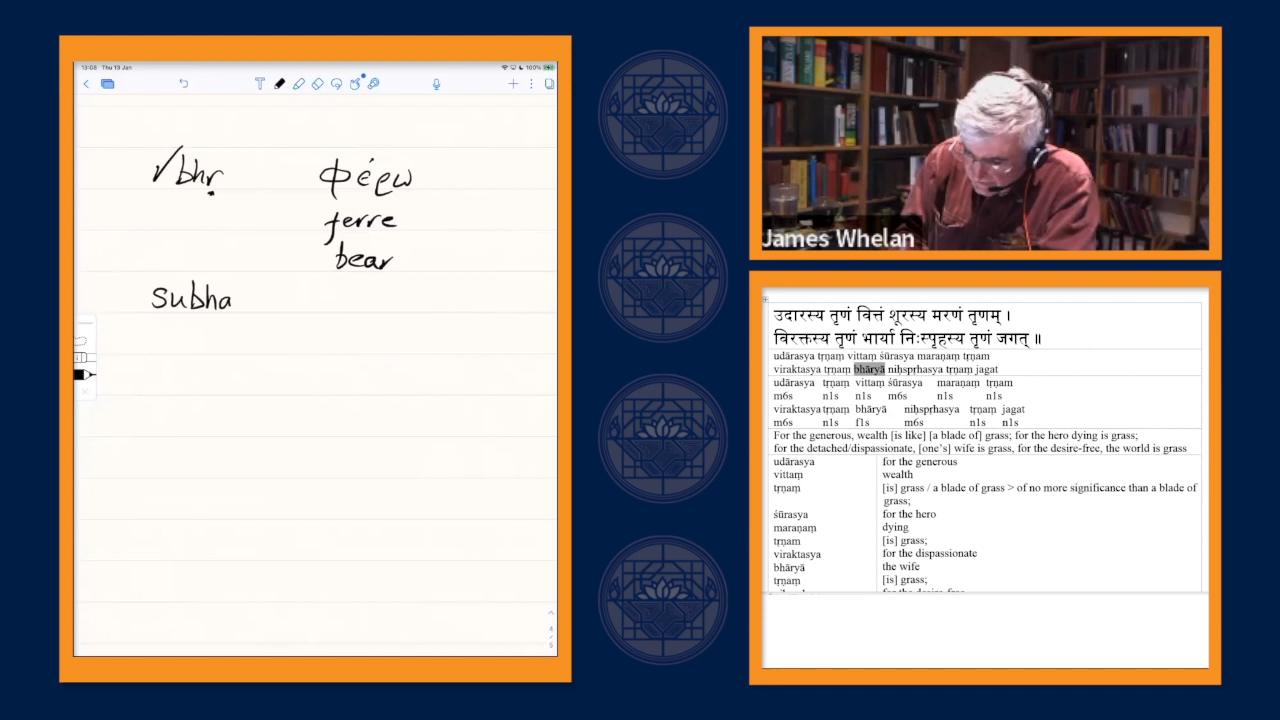 13:08 Thu 13 Jan
100%
√bhṛ φέρω
ferre
bear
subha
4
5
James Whelan
उदारस्य तृणं वित्तं शूरस्य मरणं तृणम् ।
विरक्तस्य तृणं भार्या निःस्पृहस्य तृणं जगत् ॥
udārasya tṛṇaṃ vittaṃ śūrasya maraṇaṃ tṛṇam
viraktasya tṛṇaṃ bhāryā niḥspṛhasya tṛṇaṃ jagat
udārasya tṛṇaṃ vittaṃ śūrasya maraṇaṃ tṛṇam
m6s n1s n1s m6s n1s n1s
viraktasya tṛṇaṃ bhāryā niḥspṛhasya tṛṇaṃ jagat
m6s n1s f1s m6s n1s n1s
For the generous, wealth [is like] [a blade of] grass; for the hero dying is grass;
for the detached/dispassionate, [one’s] wife is grass, for the desire-free, the world is grass
udārasya for the generous
vittaṃ wealth
tṛṇaṃ [is] grass / a blade of grass > of no more significance than a blade of
grass;
śūrasya for the hero
maraṇaṃ dying
tṛṇam [is] grass;
viraktasya for the dispassionate
bhāryā the wife
tṛṇaṃ [is] grass;